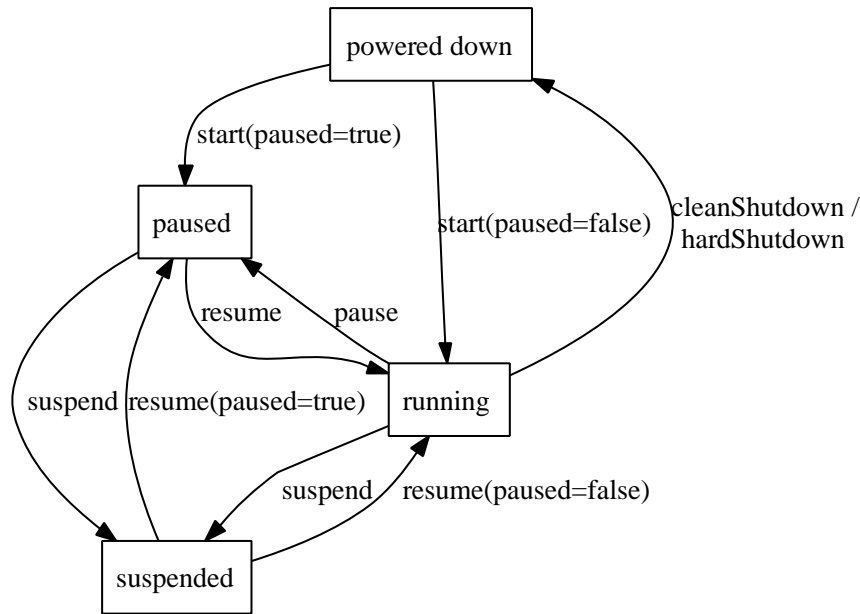 powered down
start(paused=true)
paused
start(paused=false)
cleanShutdown /
hardShutdown
resume
pause
suspend
resume(paused=true)
running
suspend
resume(paused=false)
suspended